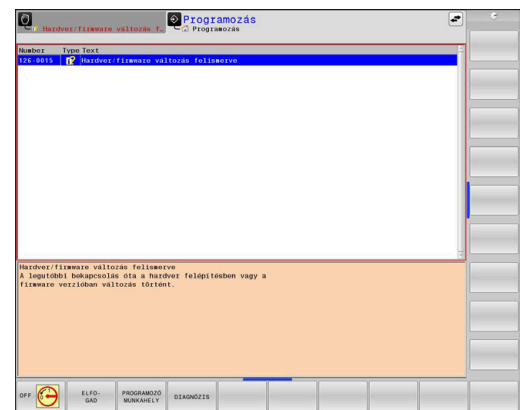 Hardver/firmware változás f…
Programozás
Programozás
Number Type Text
126-0015 Hardver/firmware változás felismerve
Hardver/firmware változás felismerve
A legutóbbi bekapcsolás óta a hardver felépítésben vagy a
firmware verzióban változás történt.
OFF
ELFO-
GAD
PROGRAMOZÓ
MUNKAHELY
DIAGNÓZIS